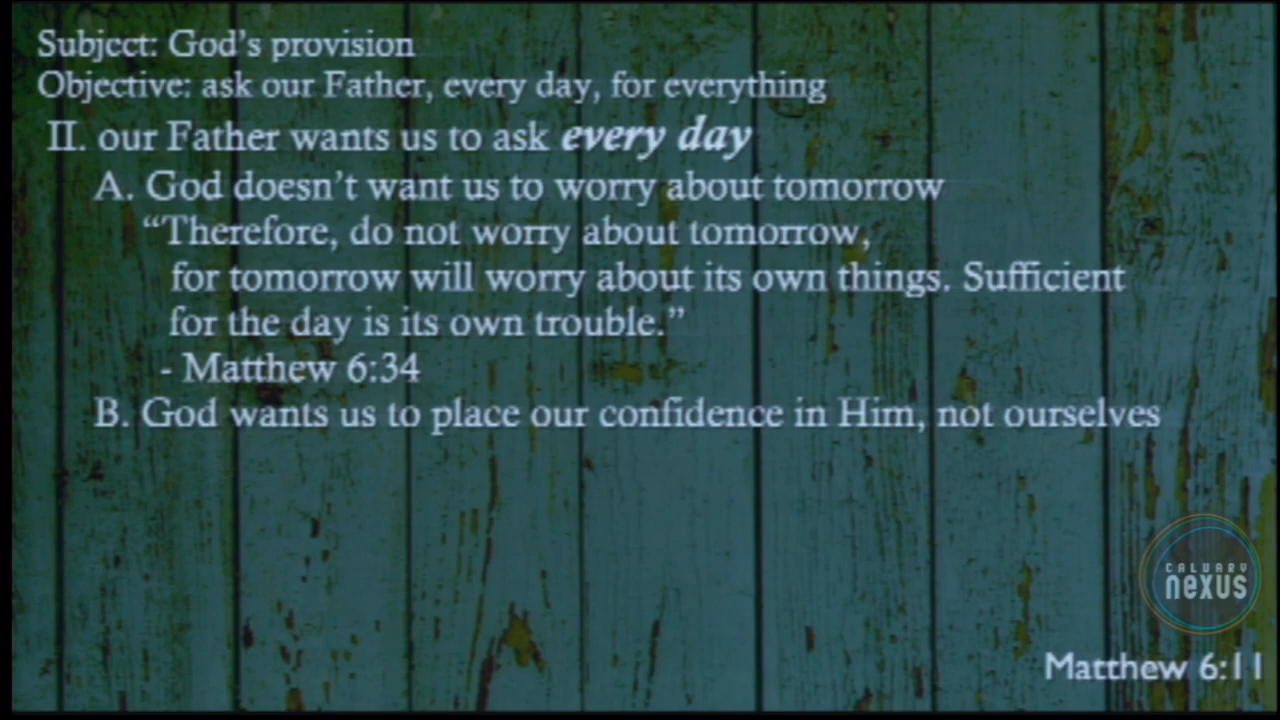 Subject: God's provision
Objective: ask our Father, every day, for everything
II. our Father wants us to ask every day
A. God doesn't want us to worry about tomorrow
“Therefore, do not worry about tomorrow,
for tomorrow will worry about its own things. Sufficient
for the day is its own trouble.”
- Matthew 6:34
B. God wants us to place our confidence in Him, not ourselves
CALVARY
nexus
Matthew 6:11